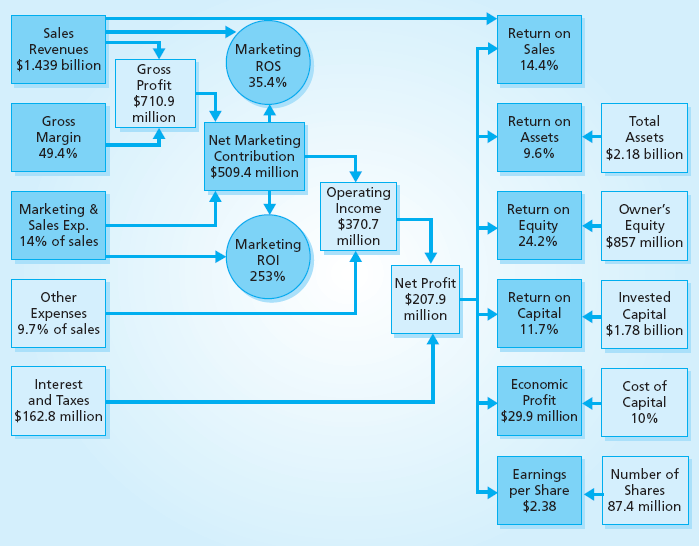 Sales
Revenues
$1.439 billion
Gross
Profit
$710.9
million
Marketing
ROS
35.4%
Return on
Sales
14.4%
Gross
Margin
49.4%
Net Marketing
Contribution
$509.4 million
Return on
Assets
9.6%
Total
Assets
$2.18 billion
Marketing &
Sales Exp.
14% of sales
Marketing
ROI
253%
Operating
Income
$370.7
million
Return on
Equity
24.2%
Owner's
Equity
$857 million
Other
Expenses
9.7% of sales
Net Profit
$207.9
million
Return on
Capital
11.7%
Invested
Capital
$1.78 billion
Interest
and Taxes
$162.8 million
Economic
Profit
$29.9 million
Cost of
Capital
10%
Earnings
per Share
$2.38
Number of
Shares
87.4 million